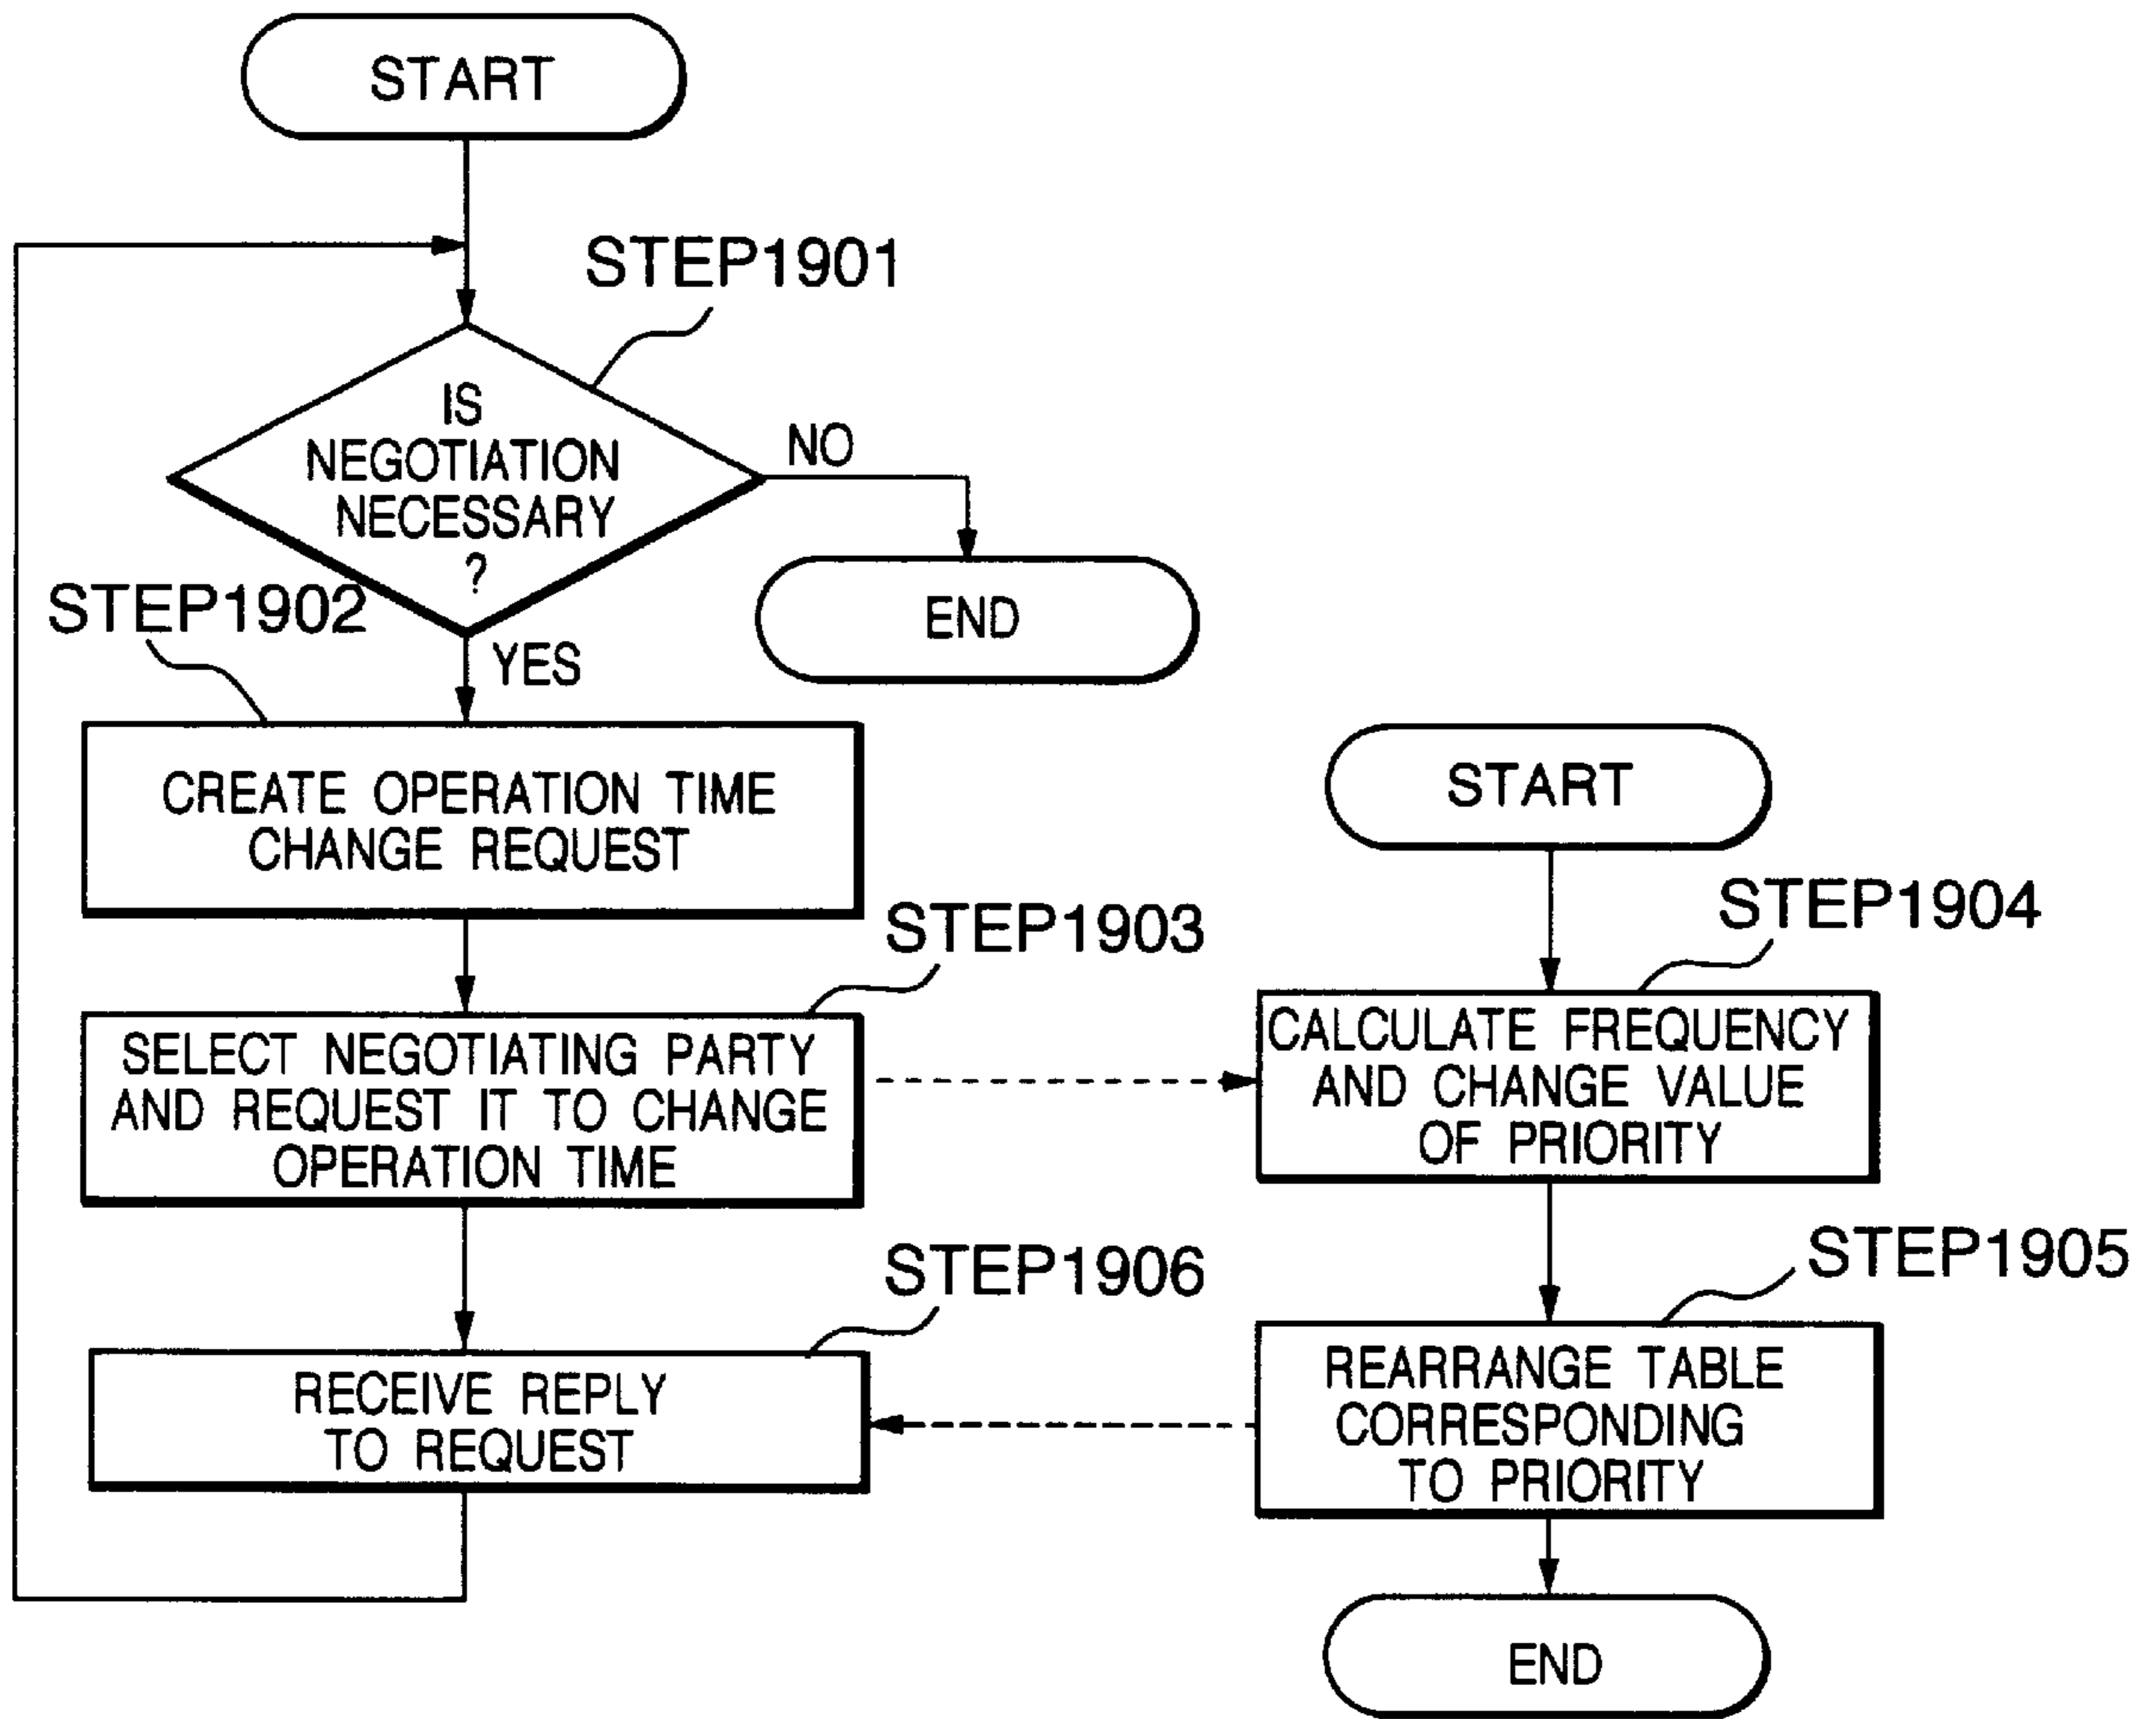 START
STEP1901
IS
NEGOTIATION
NECESSARY
?
NO
END
YES
STEP1902
CREATE OPERATION TIME
CHANGE REQUEST
STEP1903
SELECT NEGOTIATING PARTY
AND REQUEST IT TO CHANGE
OPERATION TIME
STEP1906
RECEIVE REPLY
TO REQUEST
START
STEP1904
CALCULATE FREQUENCY
AND CHANGE VALUE
OF PRIORITY
STEP1905
REARRANGE TABLE
CORRESPONDING
TO PRIORITY
END